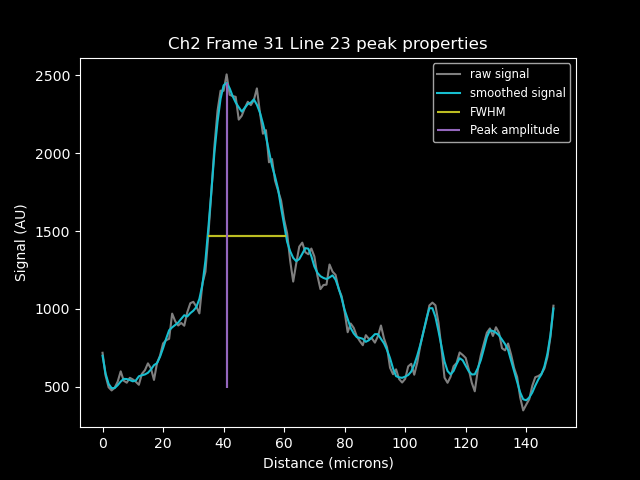 Ch2 Frame 31 Line 23 peak properties
raw signal
smoothed signal
FWHM
Peak amplitude
Signal (AU)
2500
2000
1500
1000
500
0 20 40 60 80 100 120 140
Distance (microns)